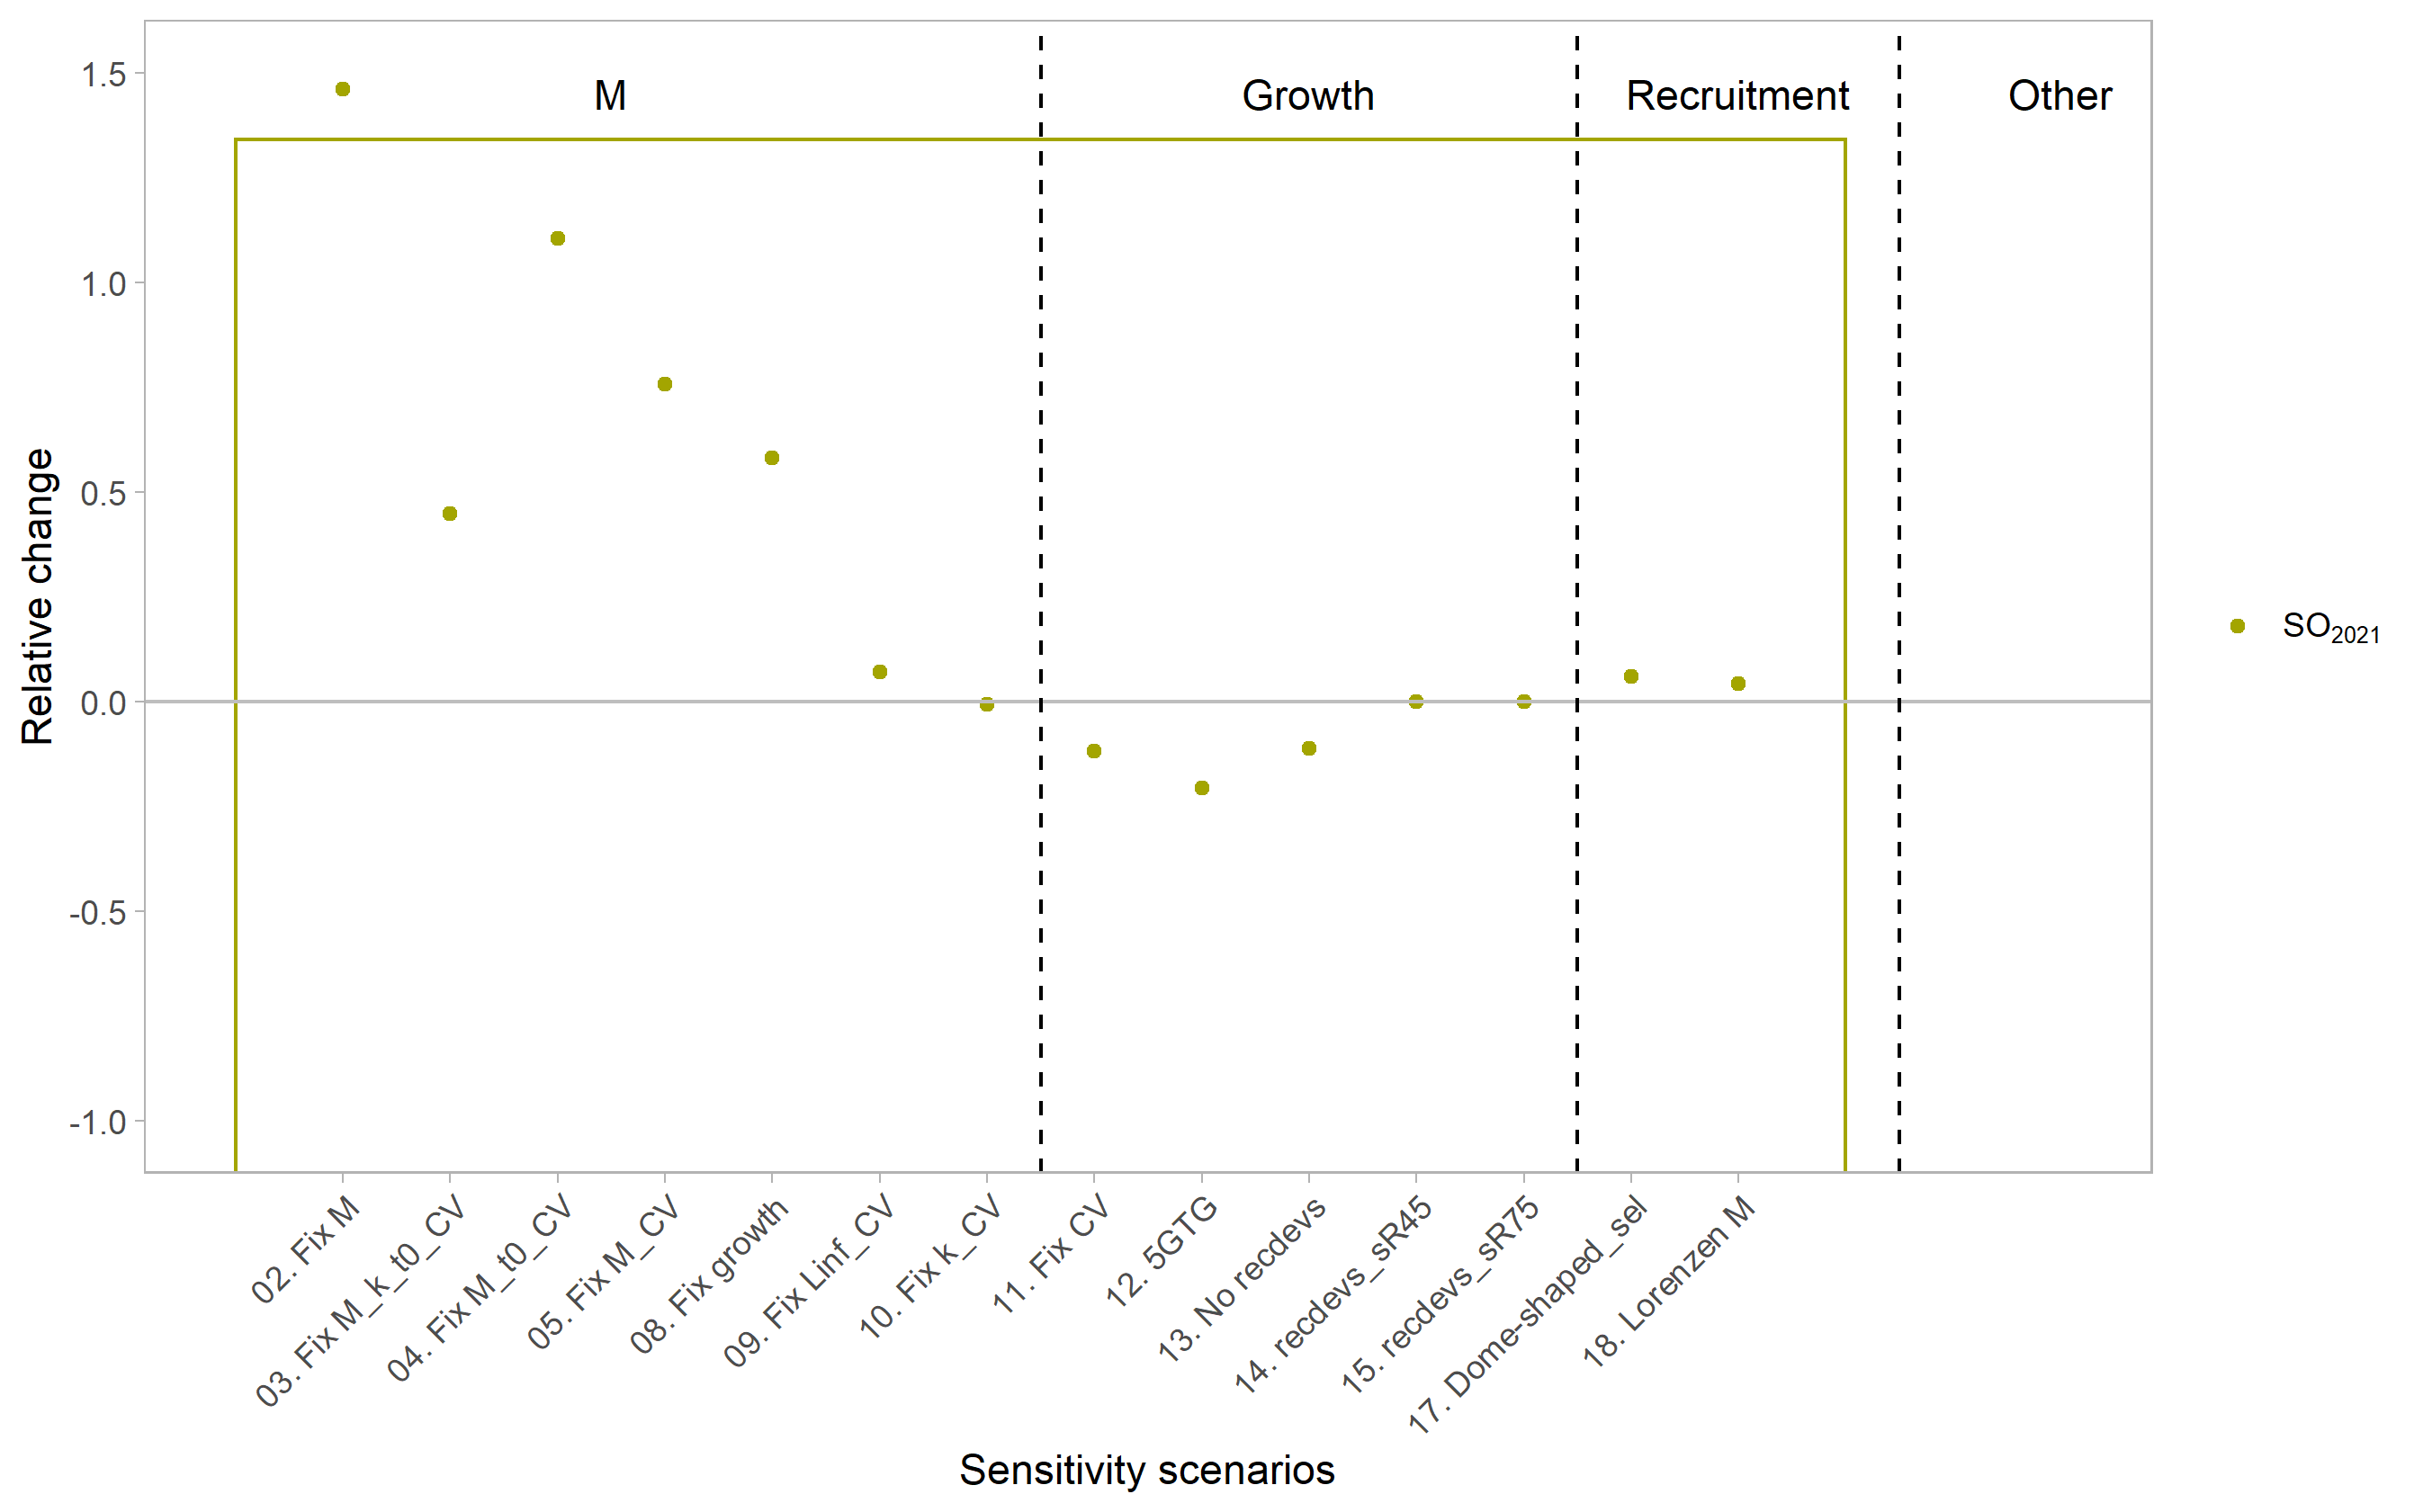 M
Growth
Recruitment
Other
1.5
1.0
0.5
0.0
-0.5
-1.0
Relative change
02. Fix M
03. Fix M_k_t0_CV
04. Fix M_t0_CV
05. Fix M_CV
08. Fix growth
09. Fix Linf_CV
10. Fix k_CV
11. Fix CV
12. 5GTG
13. No recdevs
14. recdevs_sR45
15. recdevs_sR75
17. Dome-shaped_sel
18. Lorenzen M
Sensitivity scenarios
SO₂₀₂₁